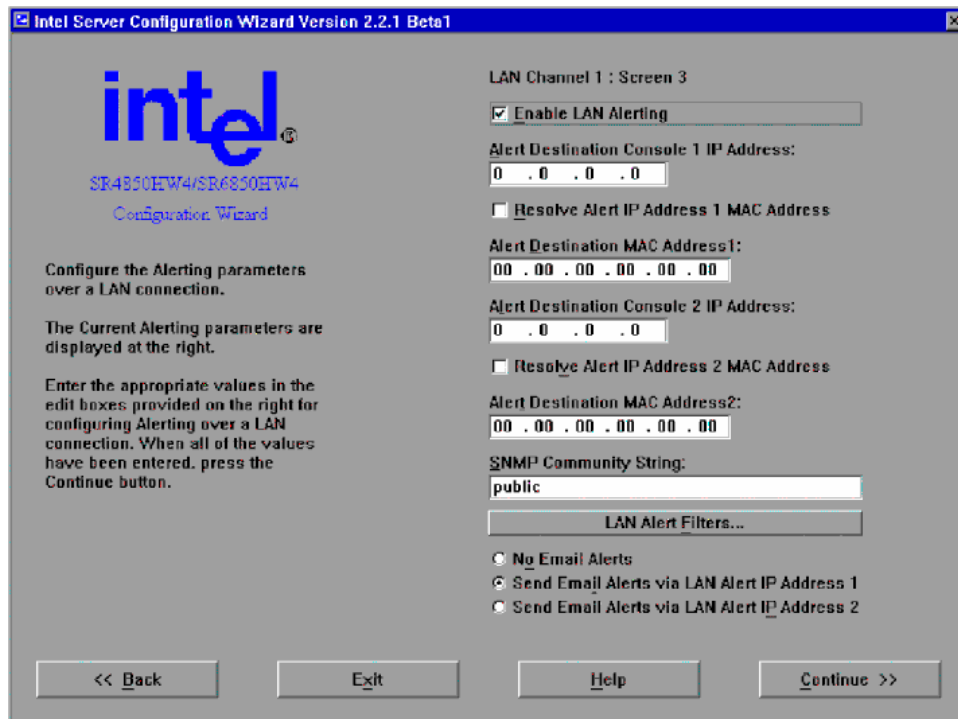 Intel Server Configuration Wizard Version 2.2.1 Beta1
intel®
SR4850HW4/SR6850HW4
Configuration Wizard
Configure the Alerting parameters
over a LAN connection.
The Current Alerting parameters are
displayed at the right.
Enter the appropriate values in the
edit boxes provided on the right for
configuring Alerting over a LAN
connection. When all of the values
have been entered, press the
Continue button.
LAN Channel 1 : Screen 3
Enable LAN Alerting
Alert Destination Console 1 IP Address:
0 . 0 . 0 . 0
Resolve Alert IP Address 1 MAC Address
Alert Destination MAC Address1:
00 . 00 . 00 . 00 . 00 . 00
Alert Destination Console 2 IP Address:
0 . 0 . 0 . 0
Resolve Alert IP Address 2 MAC Address
Alert Destination MAC Address2:
00 . 00 . 00 . 00 . 00 . 00
SNMP Community String:
public
LAN Alert Filters...
No Email Alerts
Send Email Alerts via LAN Alert IP Address 1
Send Email Alerts via LAN Alert IP Address 2
<< Back
Exit
Help
Continue >>